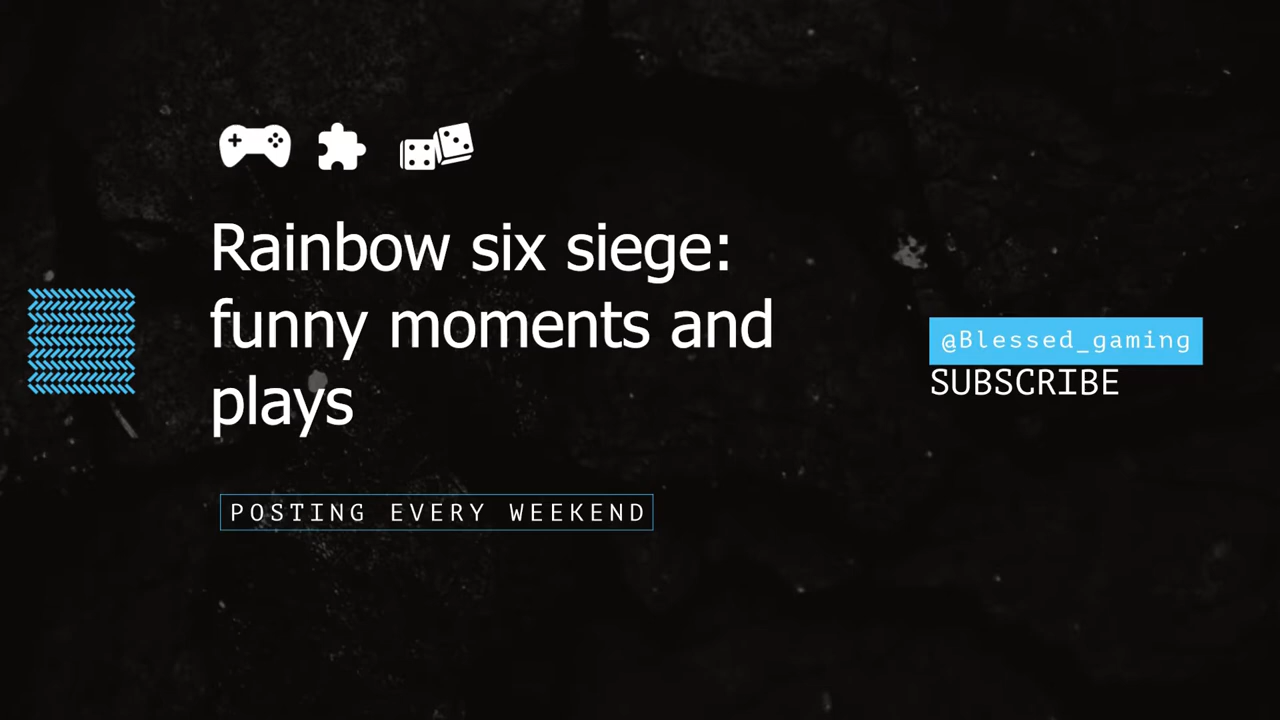 Rainbow six siege:
funny moments and
plays
POSTING EVERY WEEKEND
@Blessed_gaming
SUBSCRIBE